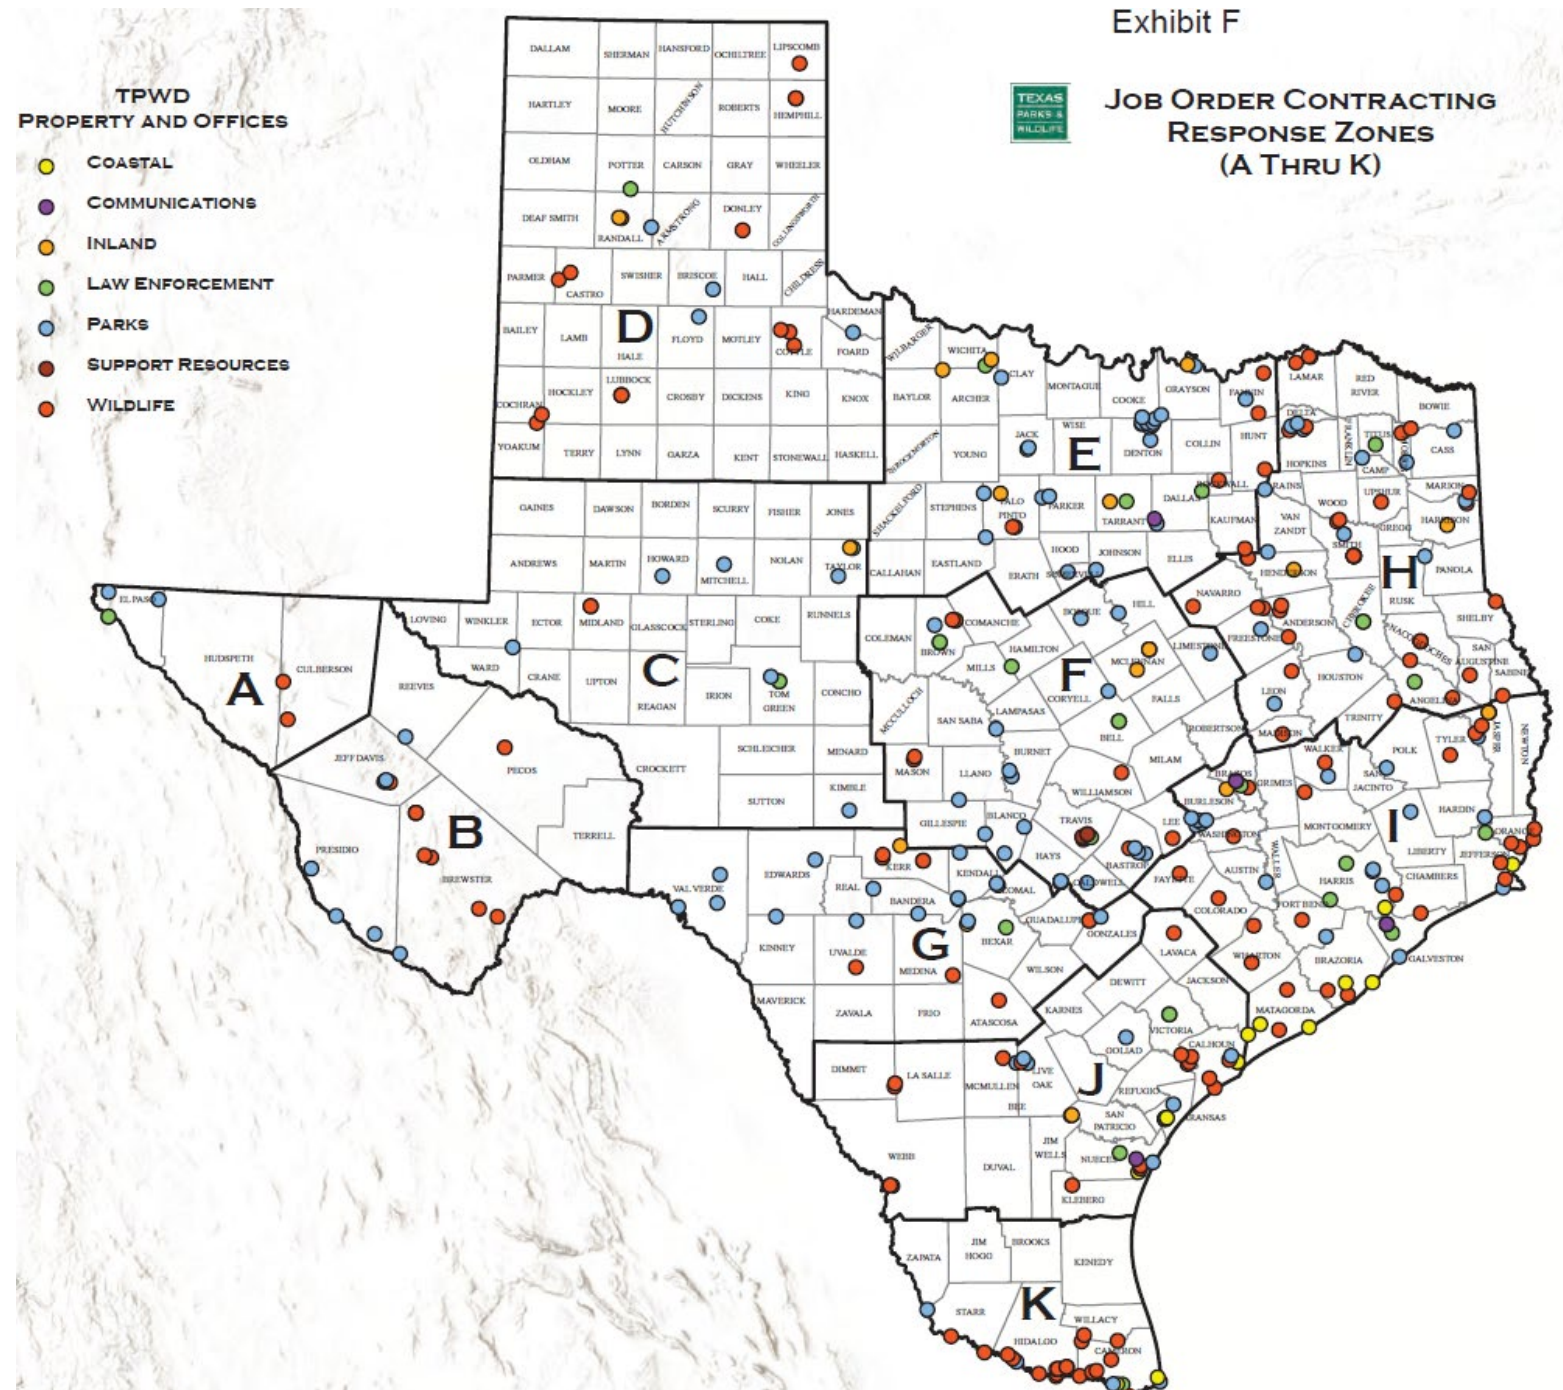 Exhibit F
TEXAS
PARKS &
WILDLIFE
JOB ORDER CONTRACTING
RESPONSE ZONES
(A THRU K)
TPWD
PROPERTY AND OFFICES
COASTAL
COMMUNICATIONS
INLAND
LAW ENFORCEMENT
PARKS
SUPPORT RESOURCES
WILDLIFE
DALLAM
SHERMAN
HANSFORD
OCHILTREE
LIPSCOMB
HARTLEY
MOORE
HUTCHINSON
ROBERTS
HEMPHILL
OLDHAM
POTTER
CARSON
GRAY
WHEELER
DEAF SMITH
RANDALL
ARMSTRONG
DONLEY
COLLINGSWORTH
PARMER
CASTRO
SWISHER
BRISCOE
HALL
CHILDRESS
BAILEY
LAMB
D
HALE
FLOYD
MOTLEY
HARDEMAN
FOARD
COCHRAN
HOCKLEY
LUBBOCK
CROSBY
DICKENS
KING
KNOX
YOAKUM
TERRY
LYNN
GARZA
KENT
STONEWALL
HASKELL
WILBARGER
WICHITA
CLAY
MONTAGUE
COOKE
GRAYSON
FANNIN
LAMAR
RED
RIVER
BOWIE
BAYLOR
ARCHER
JACK
WISE
E
DENTON
COLLIN
HUNT
DELTA
HOPKINS
FRANKLIN
TITUS
CAMP
CASS
THROCKMORTON
YOUNG
SHACKELFORD
STEPHENS
PALO
PINTO
PARKER
TARRANT
DALLAS
ROCKWALL
KAUFMAN
RAINS
VAN
ZANDT
WOOD
UPSHUR
MARION
HARRISON
GREGG
SMITH
CALLAHAN
EASTLAND
ERATH
HOOD
SOMERVELL
JOHNSON
ELLIS
HENDERSON
H
RUSK
PANOLA
GAINES
DAWSON
BORDEN
SCURRY
FISHER
JONES
ANDREWS
MARTIN
HOWARD
MITCHELL
NOLAN
TAYLOR
EL PASO
HUDSPETH
CULBERSON
A
LOVING
WINKLER
ECTOR
MIDLAND
GLASSCOCK
STERLING
COKE
RUNNELS
WARD
CRANE
UPTON
C
REAGAN
IRION
TOM
GREEN
CONCHO
REEVES
JEFF DAVIS
PECOS
CROCKETT
SCHLEICHER
MENARD
SUTTON
KIMBLE
TERRELL
PRESIDIO
B
BREWSTER
COLEMAN
BROWN
COMANCHE
MILLS
HAMILTON
BOSQUE
HILL
MCLENNAN
LIMESTONE
F
CORYELL
FALLS
MCCULLOCH
SAN SABA
LAMPASAS
BELL
ROBERTSON
MASON
LLANO
BURNET
MILAM
WILLIAMSON
GILLESPIE
BLANCO
TRAVIS
LEE
HAYS
BASTROP
CALDWELL
FAYETTE
NAVARRO
FREESTONE
ANDERSON
CHEROKEE
NACOGDOCHES
SHELBY
SAN
AUGUSTINE
SABINE
LEON
HOUSTON
ANGELINA
TRINITY
MADISON
WALKER
POLK
TYLER
JASPER
NEWTON
BRAZOS
GRIMES
SAN
JACINTO
BURLESON
WASHINGTON
MONTGOMERY
I
HARDIN
ORANGE
LIBERTY
JEFFERSON
AUSTIN
WALLER
HARRIS
CHAMBERS
COLORADO
FORT BEND
WHARTON
BRAZORIA
GALVESTON
MATAGORDA
VAL VERDE
EDWARDS
REAL
KERR
KENDALL
BANDERA
COMAL
GUADALUPE
GONZALES
KINNEY
UVALDE
G
MEDINA
BEXAR
WILSON
MAVERICK
ZAVALA
FRIO
ATASCOSA
KARNES
DEWITT
LAVACA
JACKSON
VICTORIA
GOLIAD
CALHOUN
DIMMIT
LA SALLE
MCMULLEN
LIVE
OAK
BEE
J
REFUGIO
SAN
PATRICIO
ARANSAS
WEBB
DUVAL
JIM
WELLS
NUECES
KLEBERG
ZAPATA
JIM
HOGG
BROOKS
KENEDY
STARR
K
HIDALGO
WILLACY
CAMERON